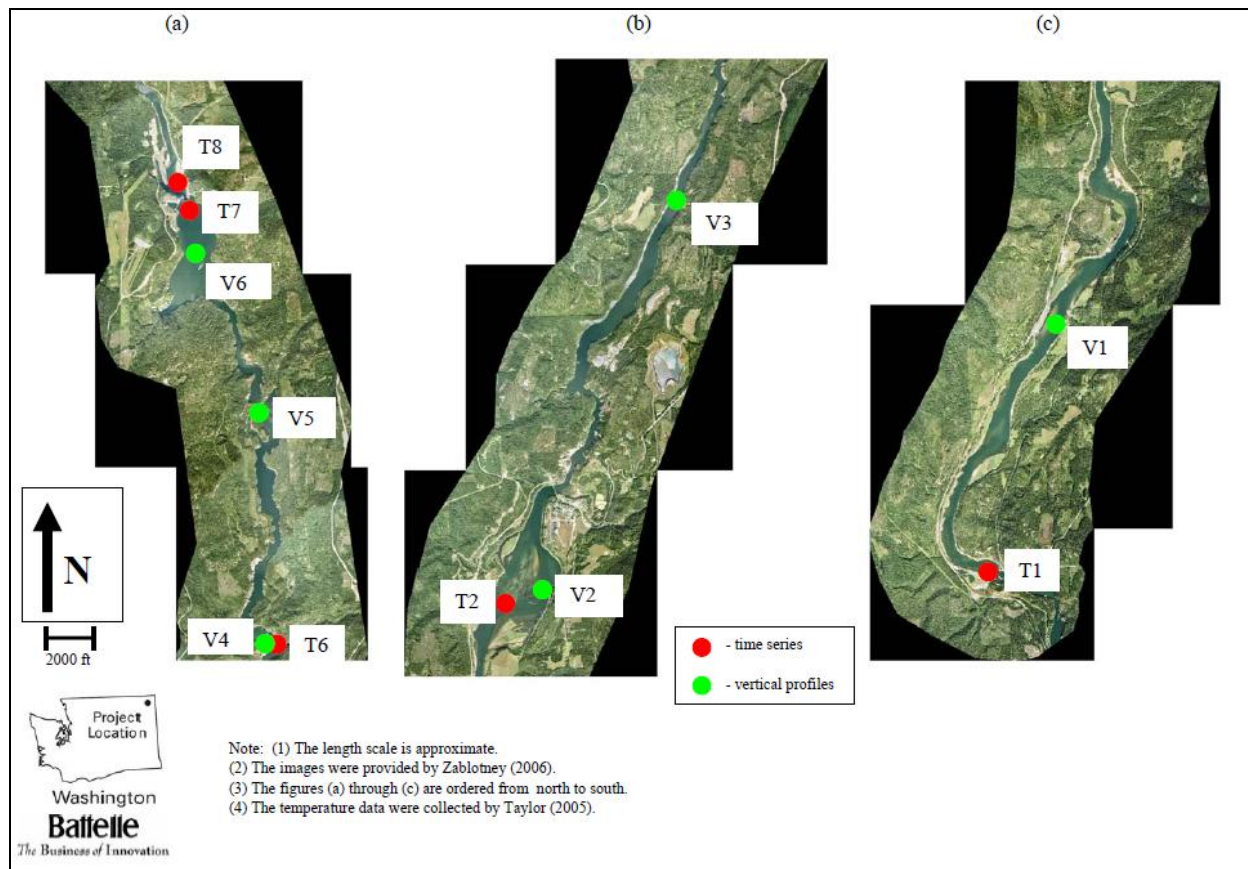 (a)
(b)
(c)
T8
T7
V6
V5
V4
T6
V3
T2
V2
V1
T1
N
2000 ft
- time series
- vertical profiles
Project
Location
Washington
Battelle
The Business of Innovation
Note: (1) The length scale is approximate.
(2) The images were provided by Zablotney (2006).
(3) The figures (a) through (c) are ordered from north to south.
(4) The temperature data were collected by Taylor (2005).